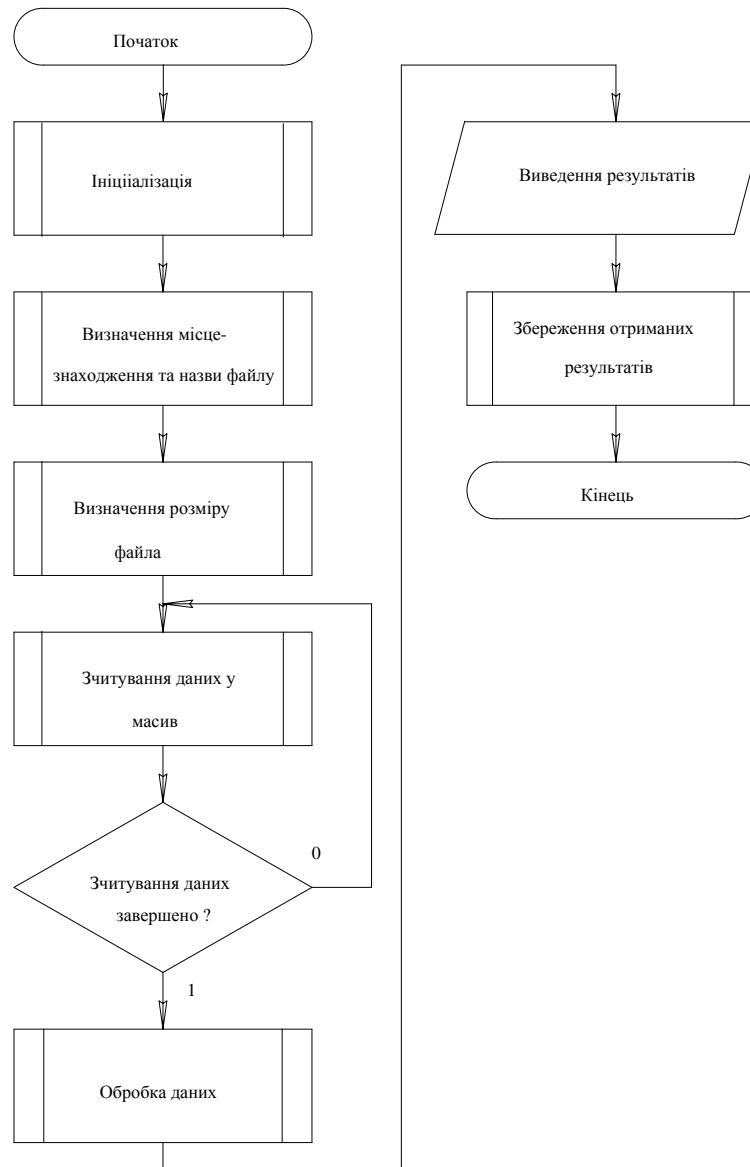 Початок
Ініцііалізація
Визначення місце-
знаходження та назви файлу
Визначення розміру
файла
Зчитування даних у
масив
0
Зчитування даних
завершено ?
1
Обробка даних
Виведення результатів
Збереження отриманих
результатів
Кінець